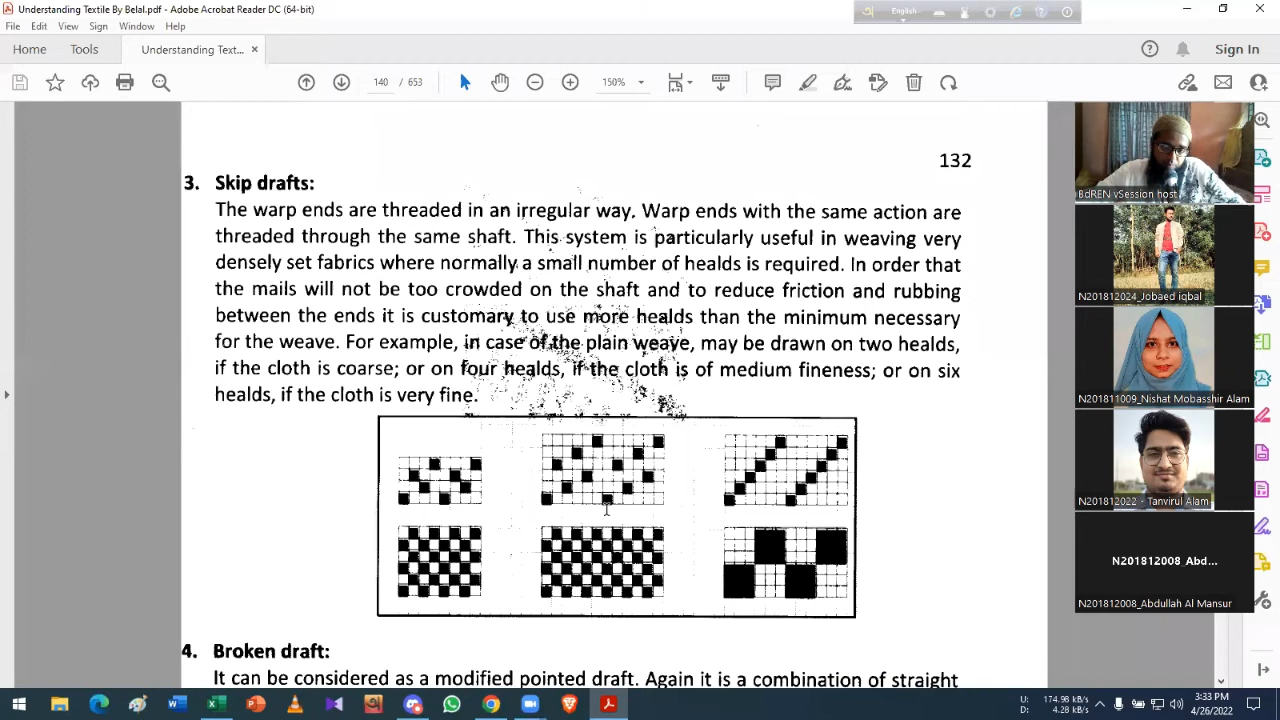 Understanding Textile By Belal.pdf - Adobe Acrobat Reader DC (64-bit)
English
File Edit View Sign Window Help
Home Tools Understanding Text... × Sign In
140 / 653 150%
132
3. Skip drafts:
The warp ends are threaded in an irregular way. Warp ends with the same action are
threaded through the same shaft. This system is particularly useful in weaving very
densely set fabrics where normally a small number of healds is required. In order that
the mails will not be too crowded on the shaft and to reduce friction and rubbing
between the ends it is customary to use more healds than the minimum necessary
for the weave. For example, in case of the plain weave, may be drawn on two healds,
if the cloth is coarse; or on four healds, if the cloth is of medium fineness; or on six
healds, if the cloth is very fine.
4. Broken draft:
It can be considered as a modified pointed draft. Again it is a combination of straight
BdREN vSession host
N201812024_Jobaed iqbal
N201811009_Nishat Mobasshir Alam
N201812022 - Tanvirul Alam
N201812008_Abd...
N201812008_Abdullah Al Mansur
U: 174.98 kB/s
D: 4.28 kB/s
3:33 PM
4/26/2022